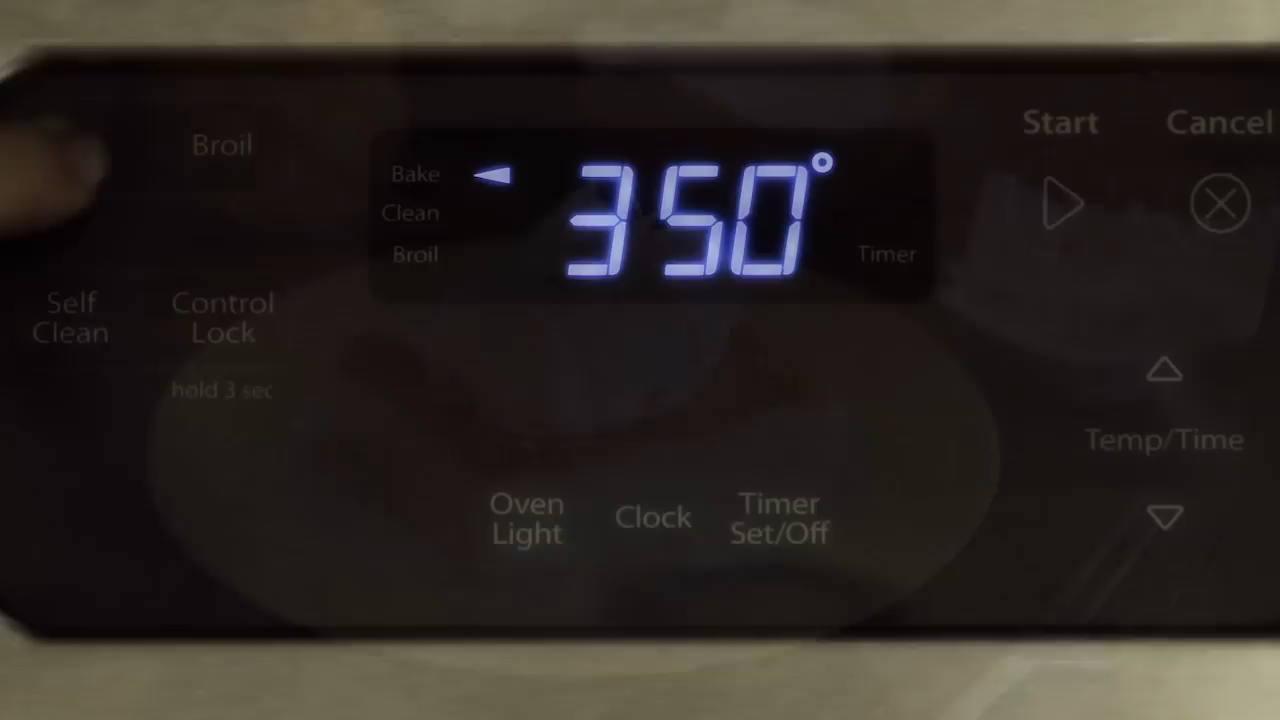 Broil
Start
Cancel
Bake
Clean
Broil
350°
Timer
Self
Clean
Control
Lock
hold 3 sec
Temp/Time
Oven
Light
Clock
Timer
Set/Off